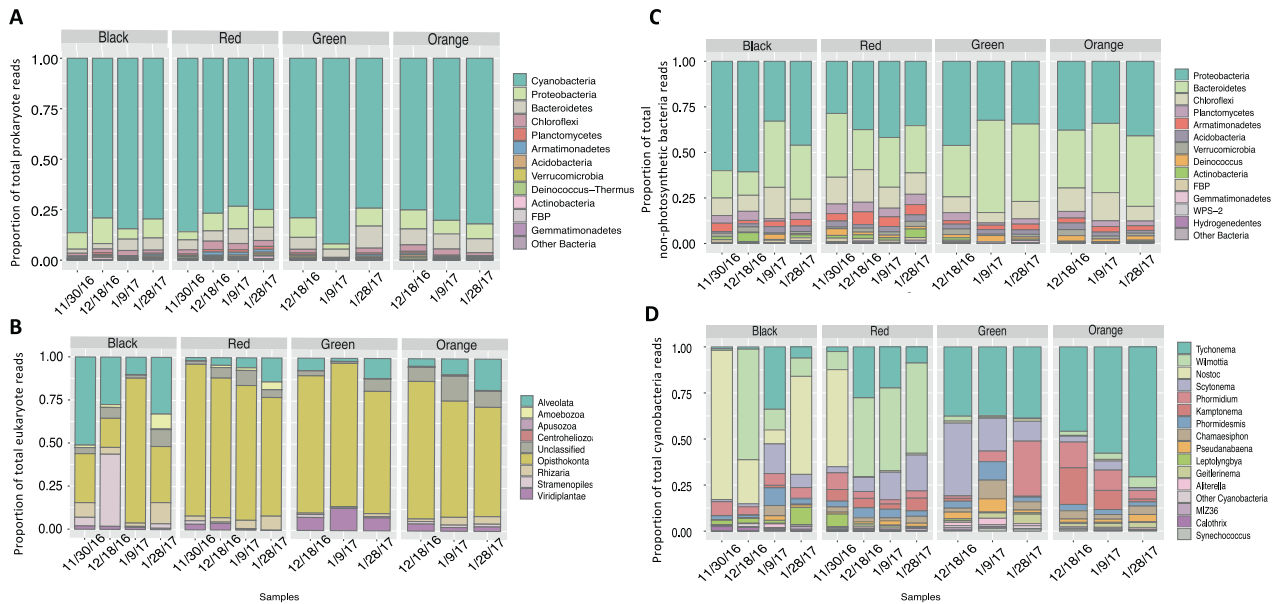 A
Black Red Green Orange
Proportion of total prokaryote reads
1.00
0.75
0.50
0.25
0.00
11/30/16 12/18/16 1/9/17 1/28/17 11/30/16 12/18/16 1/9/17 1/28/17 12/18/16 1/9/17 1/28/17 12/18/16 1/9/17 1/28/17
Cyanobacteria
Proteobacteria
Bacteroidetes
Chloroflexi
Planctomycetes
Armatimonadetes
Acidobacteria
Verrucomicrobia
Deinococcus–Thermus
Actinobacteria
FBP
Gemmatimonadetes
Other Bacteria
B
Black Red Green Orange
Proportion of total eukaryote reads
1.00
0.75
0.50
0.25
0.00
11/30/16 12/18/16 1/9/17 1/28/17 11/30/16 12/18/16 1/9/17 1/28/17 12/18/16 1/9/17 1/28/17 12/18/16 1/9/17 1/28/17
Samples
Alveolata
Amoebozoa
Apusozoa
Centroheliozo
Unclassified
Opisthokonta
Rhizaria
Stramenopiles
Viridiplantae
C
Black Red Green Orange
Proportion of total
non-photosynthetic bacteria reads
1.00
0.75
0.50
0.25
0.00
11/30/16 12/18/16 1/9/17 1/28/17 11/30/16 12/18/16 1/9/17 1/28/17 12/18/16 1/9/17 1/28/17 12/18/16 1/9/17 1/28/17
Proteobacteria
Bacteroidetes
Chloroflexi
Planctomycetes
Armatimonadetes
Acidobacteria
Verrucomicrobia
Deinococcus
Actinobacteria
FBP
Gemmatimonadetes
WPS–2
Hydrogenedentes
Other Bacteria
D
Black Red Green Orange
Proportion of total cyanobacteria reads
1.00
0.75
0.50
0.25
0.00
11/30/16 12/18/16 1/9/17 1/28/17 11/30/16 12/18/16 1/9/17 1/28/17 12/18/16 1/9/17 1/28/17 12/18/16 1/9/17 1/28/17
Samples
Tychonema
Wilmottia
Nostoc
Scytonema
Phormidium
Kamptonema
Phormidesmis
Chamaesiphon
Pseudanabaena
Leptolyngbya
Geitlerinema
Aliterella
Other Cyanobacteria
MIZ36
Calothrix
Synechococcus